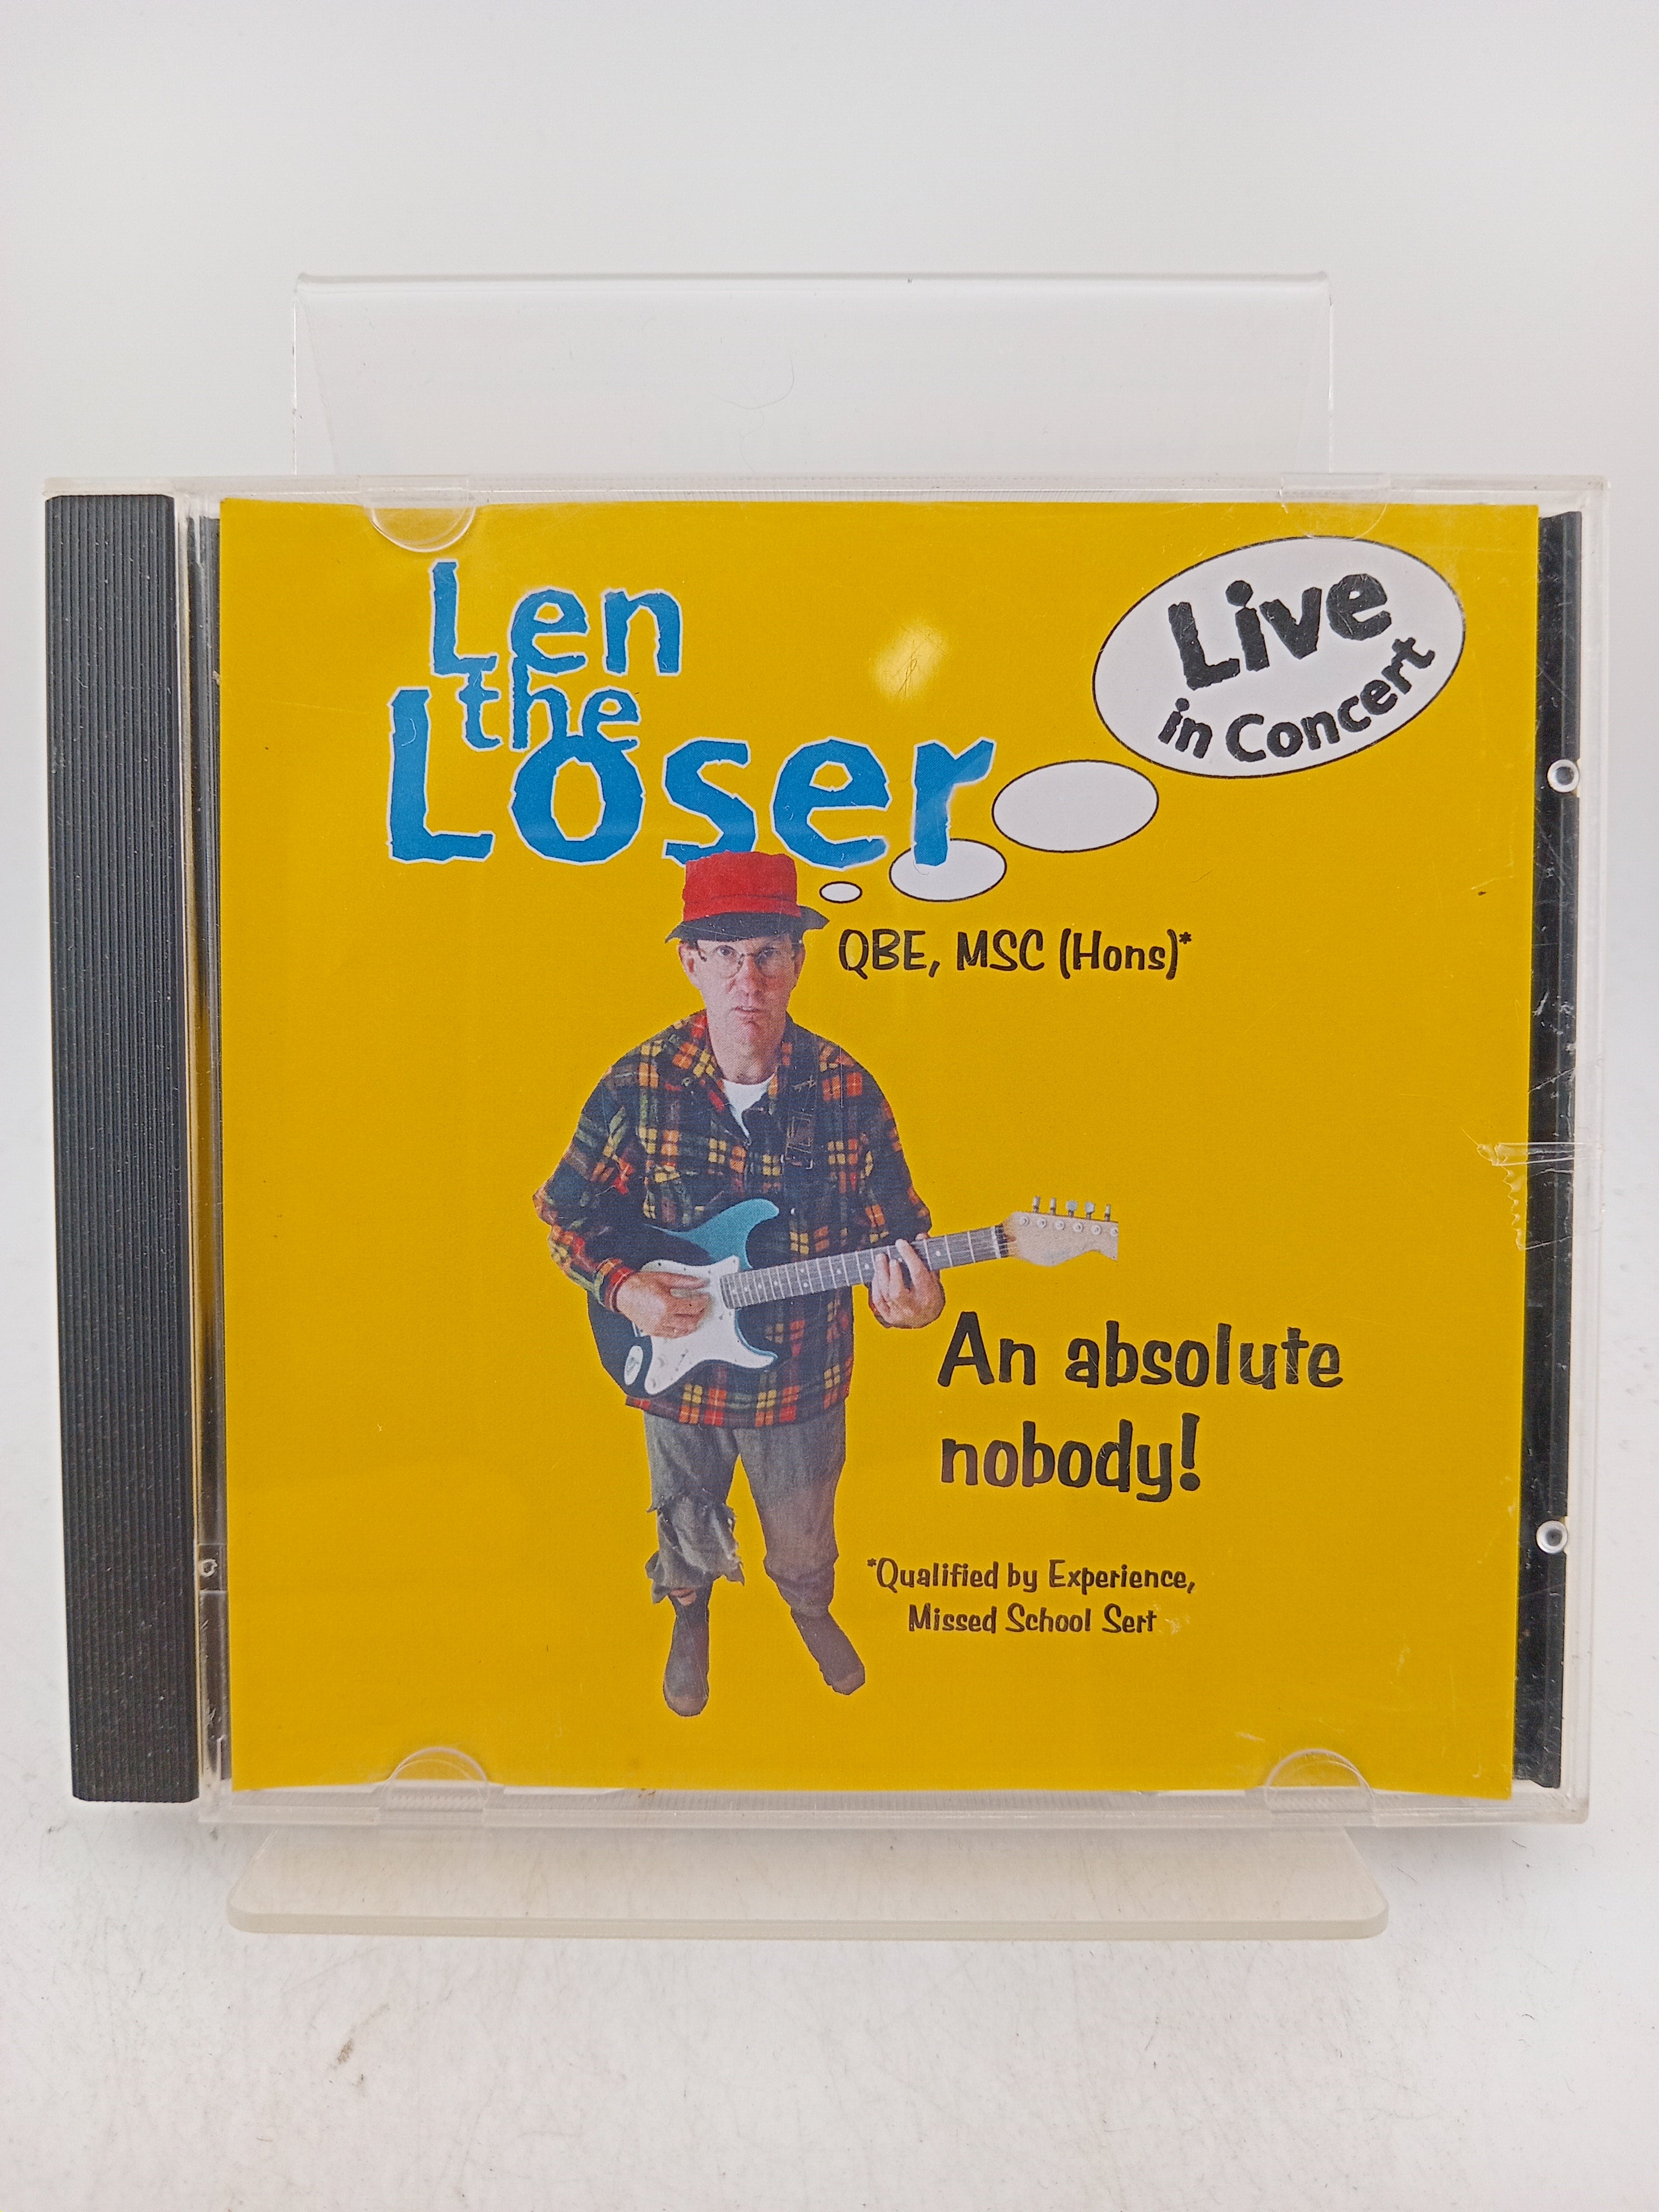 Len
the
Loser
Live
in Concert
QBE, MSC (Hons)*
An absolute
nobody!
*Qualified by Experience,
Missed School Sert